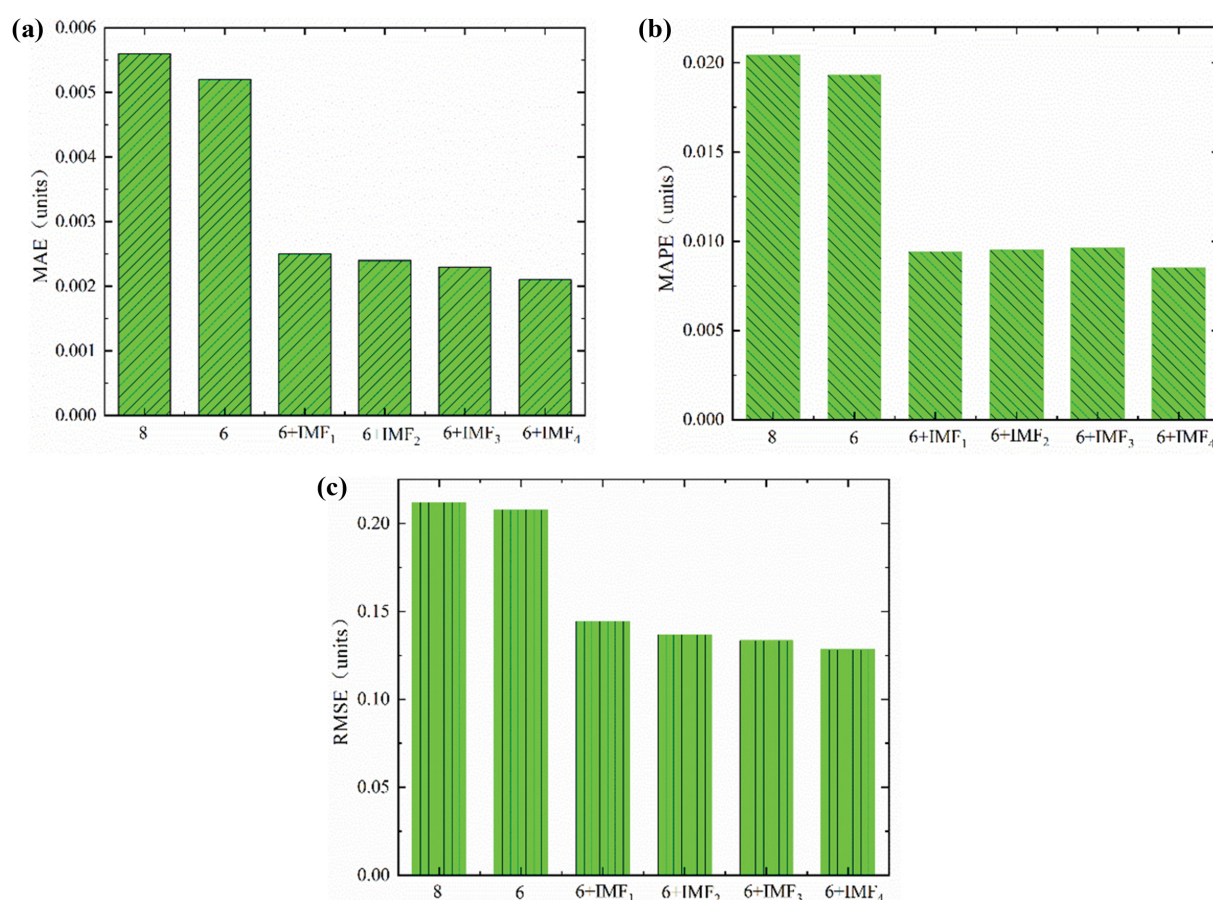 (a)
0.006
0.005
0.004
0.003
0.002
0.001
0.000
MAE (units)
8 6 6+IMF₁ 6+IMF₂ 6+IMF₃ 6+IMF₄
(b)
0.020
0.015
0.010
0.005
0.000
MAPE (units)
8 6 6+IMF₁ 6+IMF₂ 6+IMF₃ 6+IMF₄
(c)
0.20
0.15
0.10
0.05
0.00
RMSE (units)
8 6 6+IMF₁ 6+IMF₂ 6+IMF₃ 6+IMF₄